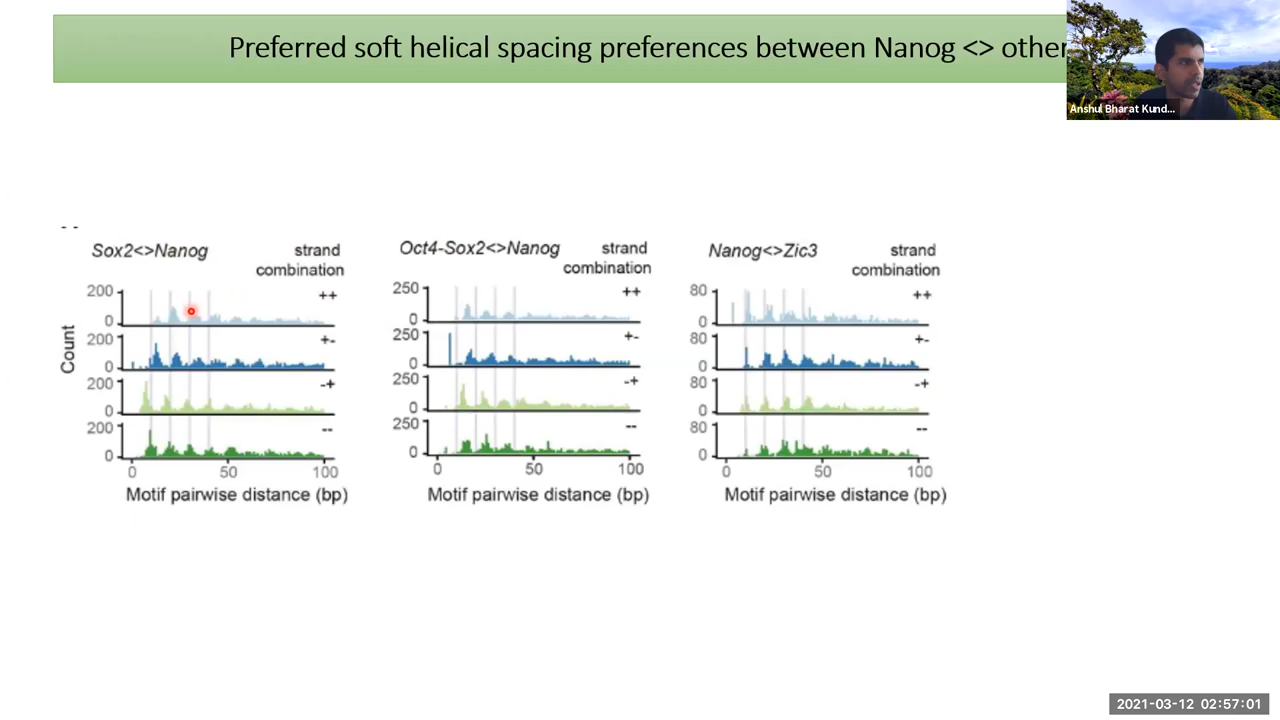 Preferred soft helical spacing preferences between Nanog <> other
Anshul Bharat Kund...
Sox2<>Nanog
strand
combination
200
0
++
200
0
+-
200
0
-+
200
0
--
Count
0 50 100
Motif pairwise distance (bp)
Oct4-Sox2<>Nanog
strand
combination
250
0
++
250
0
+-
250
0
-+
250
0
--
0 50 100
Motif pairwise distance (bp)
Nanog<>Zic3
strand
combination
80
0
++
80
0
+-
80
0
-+
80
0
--
0 50 100
Motif pairwise distance (bp)
2021-03-12 02:57:01